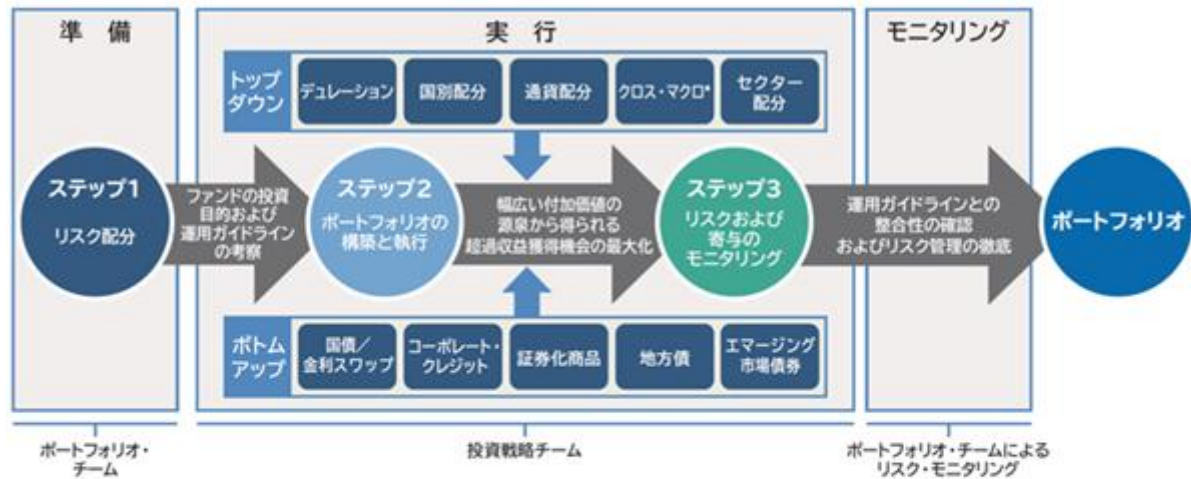 準 備
実 行
モニタリング
トップ
ダウン
デュレーション
国別配分
通貨配分
クロス・マクロ*
セクター
配分
ステップ1
リスク配分
ファンドの投資
目的および
運用ガイドライン
の考察
ステップ2
ポートフォリオの
構築と執行
幅広い付加価値の
源泉から得られる
超過収益獲得機会の最大化
ステップ3
リスクおよび
寄与の
モニタリング
運用ガイドラインとの
整合性の確認
およびリスク管理の徹底
ポートフォリオ
ボトム
アップ
国債／
金利スワップ
コーポレート・
クレジット
証券化商品
地方債
エマージング
市場債券
ポートフォリオ・
チーム
投資戦略チーム
ポートフォリオ・チームによる
リスク・モニタリング